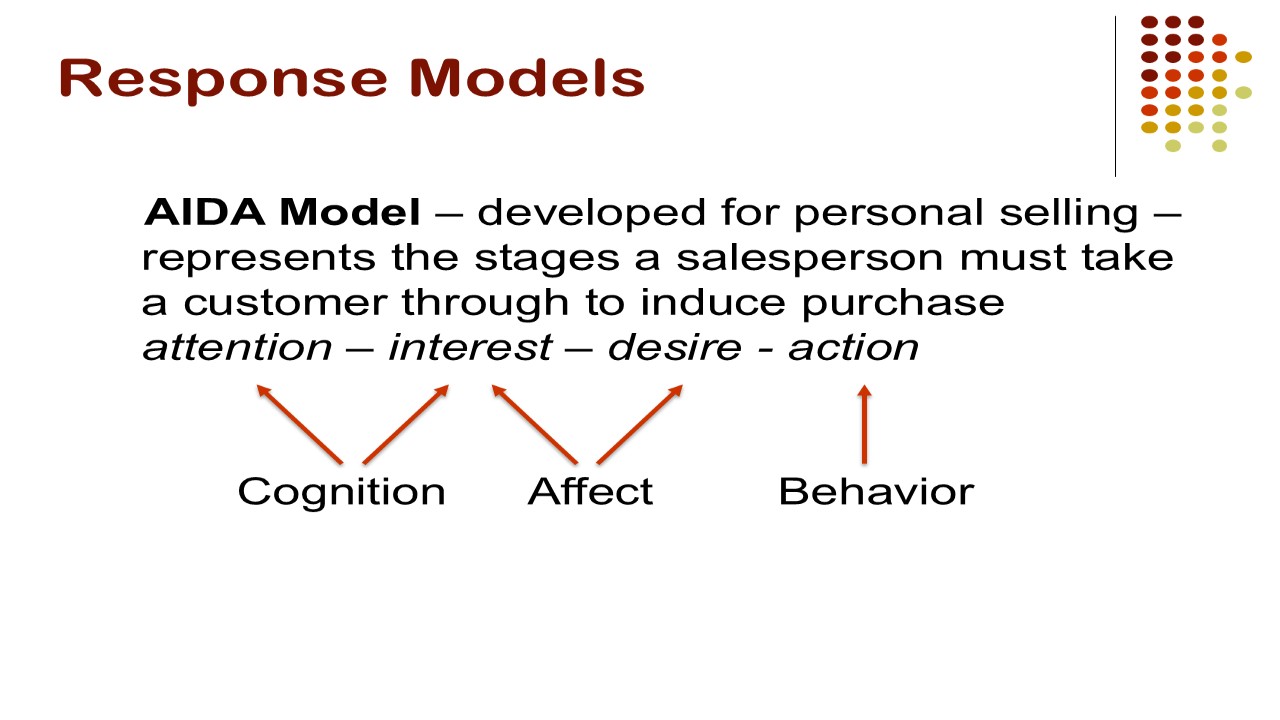 Response Models
AIDA Model – developed for personal selling –
represents the stages a salesperson must take
a customer through to induce purchase
attention – interest – desire - action
Cognition Affect Behavior